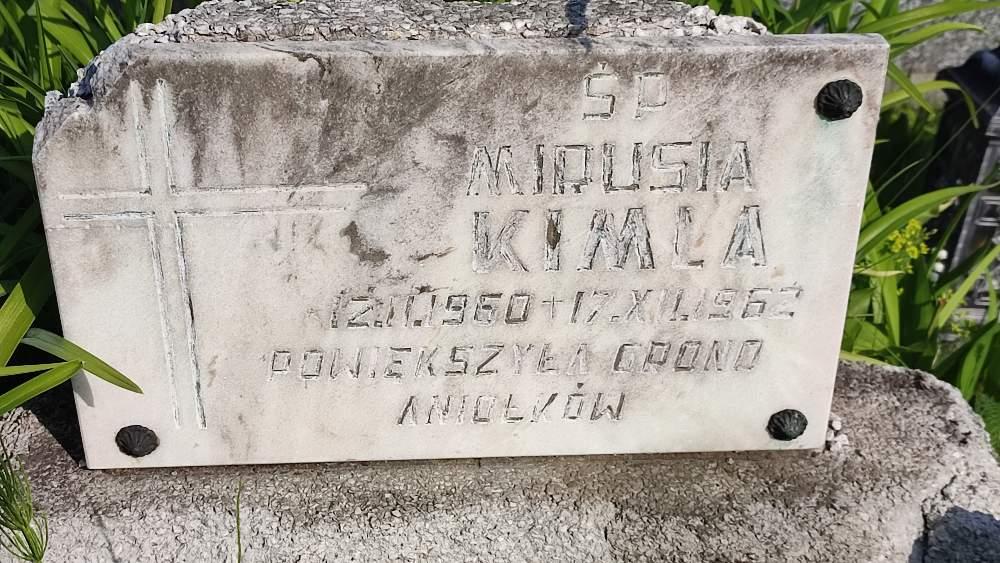 ŚP
MIRUSIA
KIMLA
12.II.1960 + 17.XII.1962
POWIĘKSZYŁA GRONO
ANIOŁKÓW